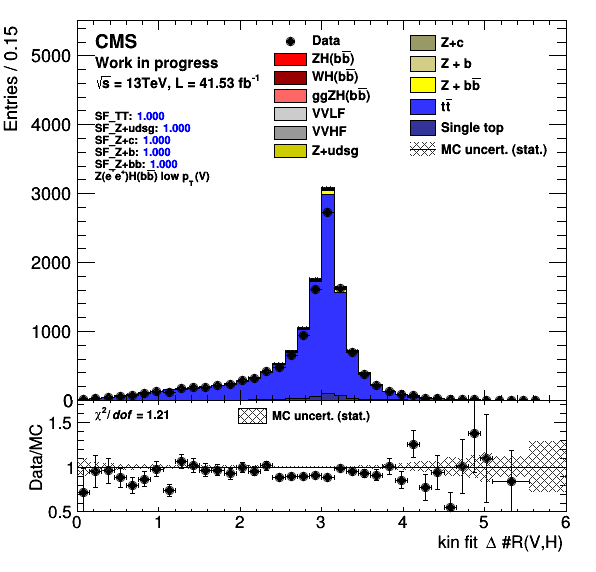 CMS
Work in progress
√s = 13TeV, L = 41.53 fb⁻¹
SF_TT: 1.000
SF_Z+udsg: 1.000
SF_Z+c: 1.000
SF_Z+b: 1.000
SF_Z+bb: 1.000
Z(e⁻e⁺)H(bb̅) low p_T(V)
Data
ZH(bb̅)
WH(bb̅)
ggZH(bb̅)
VVLF
VVHF
Z+udsg
Z+c
Z + b
Z + bb̅
tt̅
Single top
MC uncert. (stat.)
Entries / 0.15
5000
4000
3000
2000
1000
0
χ²/dof = 1.21
MC uncert. (stat.)
Data/MC
1.5
1
0.5
0 1 2 3 4 5 6
kin fit Δ #R(V,H)